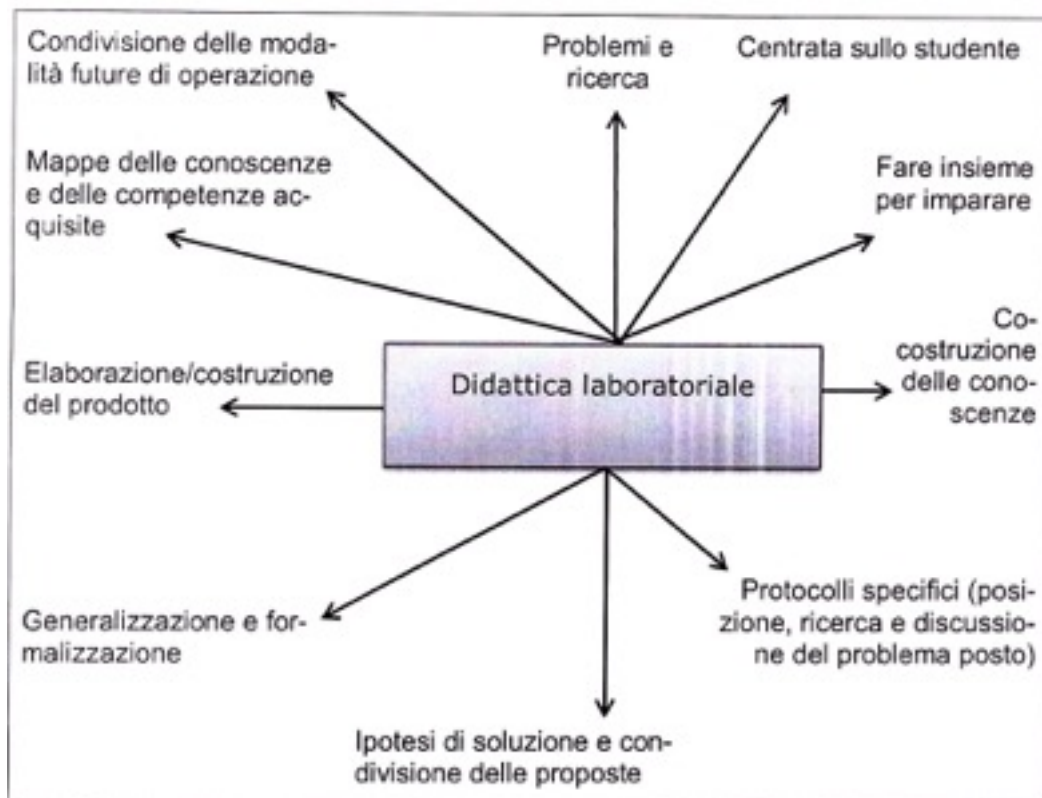 Condivisione delle moda-
lità future di operazione
Problemi e
ricerca
Centrata sullo studente
Mappe delle conoscenze
e delle competenze ac-
quisite
Fare insieme
per imparare
Elaborazione/costruzione
del prodotto
Didattica laboratoriale
Co-
costruzione
delle cono-
scenze
Generalizzazione e for-
malizzazione
Protocolli specifici (posi-
zione, ricerca e discussio-
ne del problema posto)
Ipotesi di soluzione e con-
divisione delle proposte